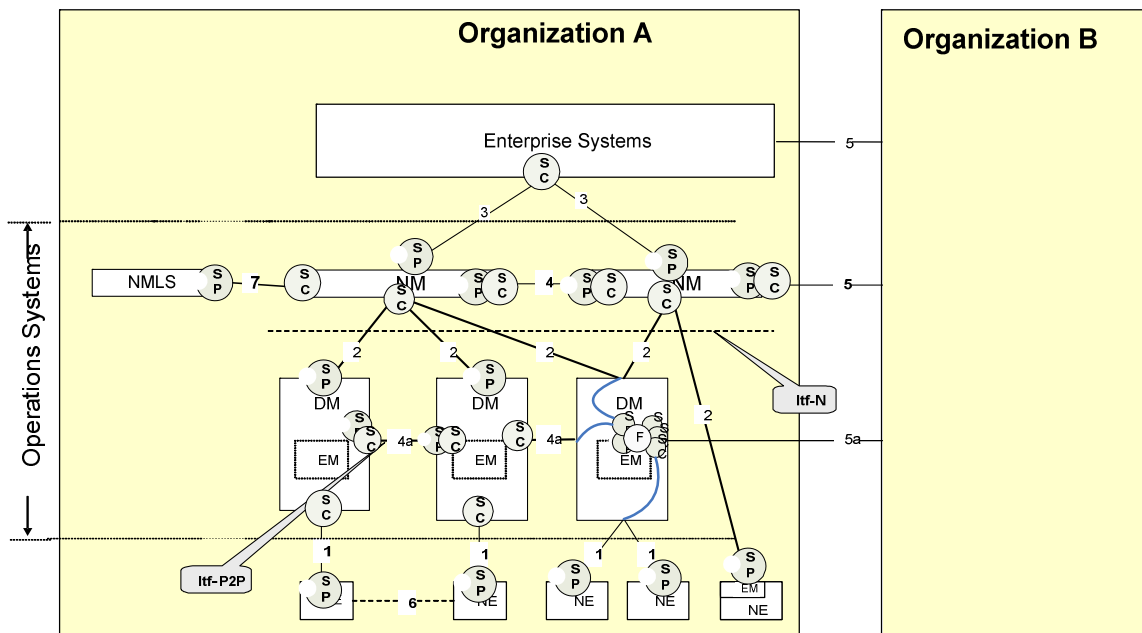 Organization A
Organization B
Enterprise Systems
5
S
C
3
3
Operations Systems
S
P
S
P
NMLS
S
P
7
S
C
NM
S
P
S
C
4
S
P
S
C
NM
S
P
S
C
5
S
C
S
C
2
2
2
2
Itf-N
S
P
S
P
DM
DM
DM
2
S
P
S
C
4a
S
P
S
C
S
C
4a
S
S
F
5a
EM
EM
EM
S
C
S
C
1
1
1
1
Itf-P2P
S
P
6
S
P
NE
S
P
NE
S
P
NE
S
P
EM
NE